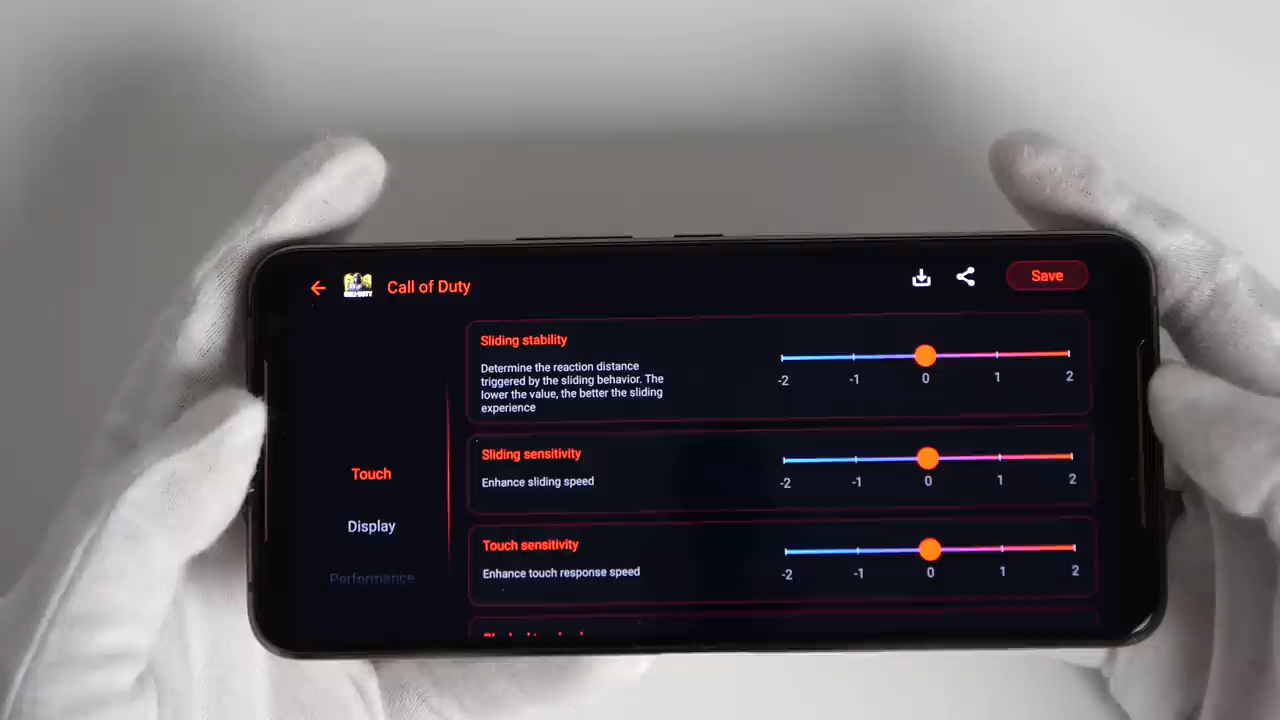 Call of Duty
Save
Sliding stability
Determine the reaction distance
triggered by the sliding behavior. The
lower the value, the better the sliding
experience
-2 -1 0 1 2
Touch
Display
Performance
Sliding sensitivity
Enhance sliding speed
-2 -1 0 1 2
Touch sensitivity
Enhance touch response speed
-2 -1 0 1 2